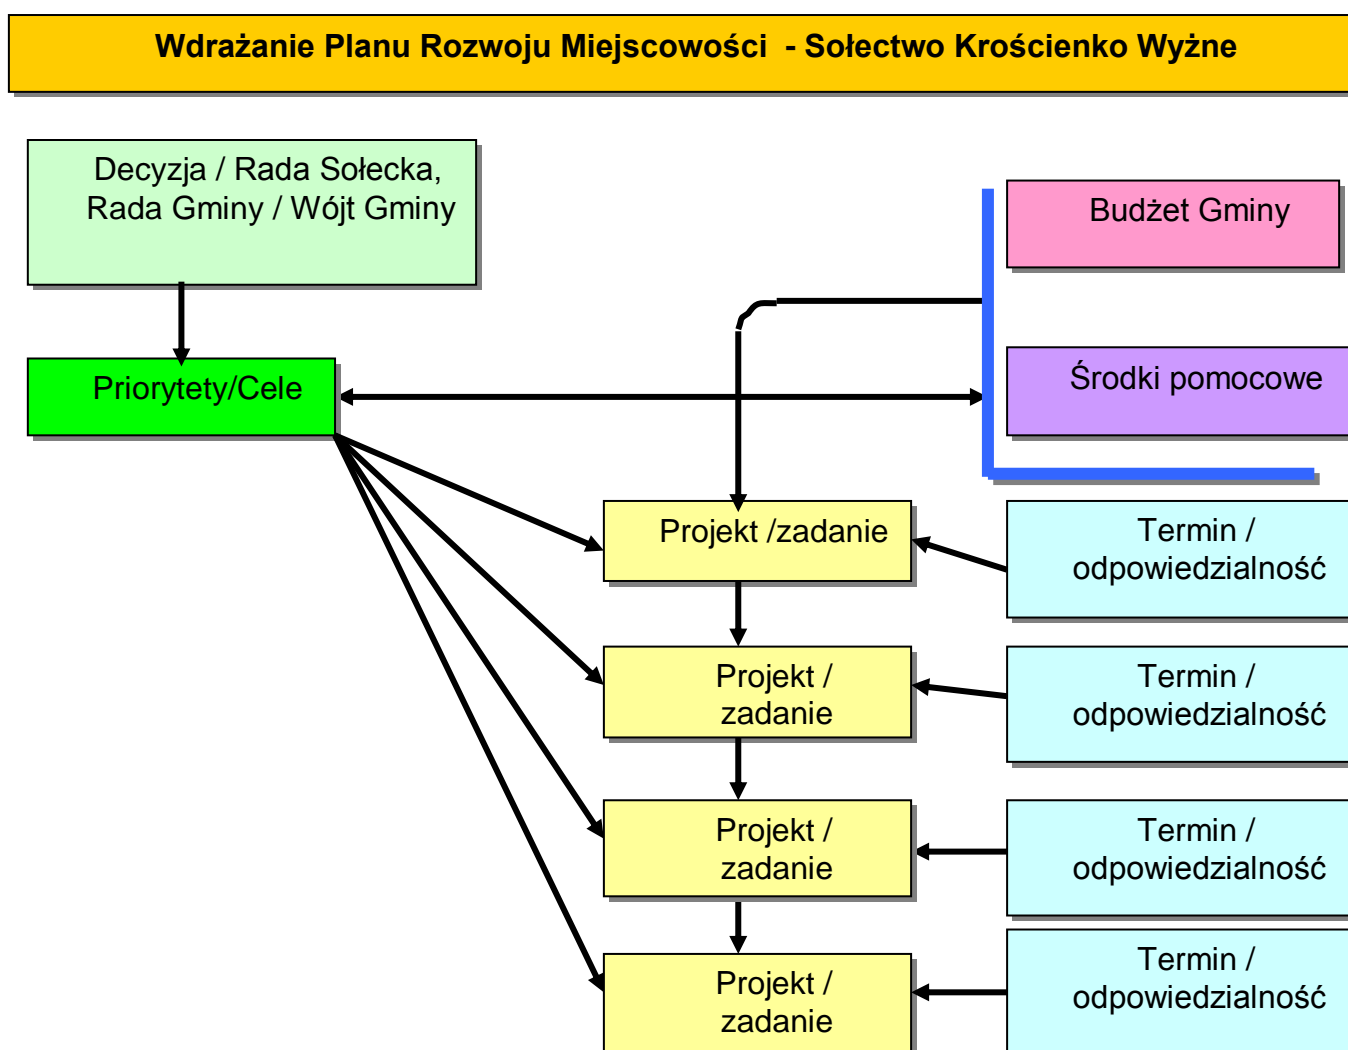 Wdrażanie Planu Rozwoju Miejscowości  - Sołectwo Krościenko Wyżne
Decyzja / Rada Sołecka,
Rada Gminy / Wójt Gminy
Budżet Gminy
Środki pomocowe
Priorytety/Cele
Projekt /zadanie
Termin /
odpowiedzialność
Projekt /
zadanie
Termin /
odpowiedzialność
Projekt /
zadanie
Termin /
odpowiedzialność
Projekt /
zadanie
Termin /
odpowiedzialność